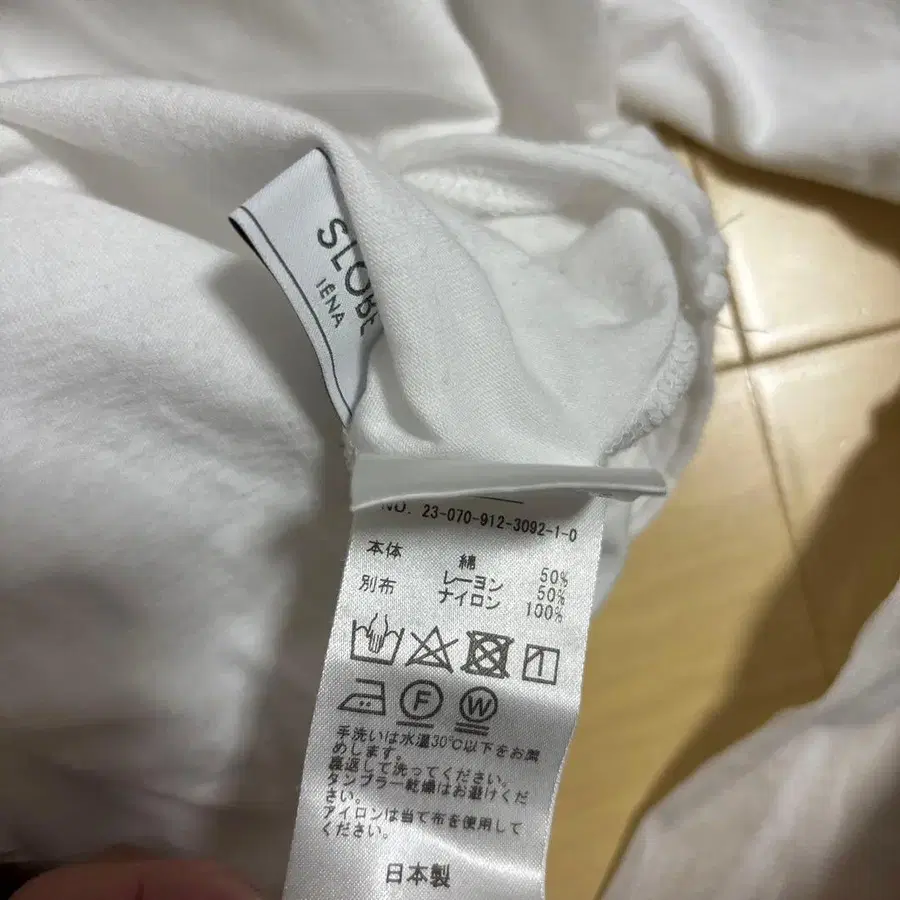 SLOBE
IÉNA
NO. 23-070-912-3092-1-0
本体 綿 50%
レーヨン 50%
別布 ナイロン 100%
F
W
手洗いは水温30℃以下をお勧
めします。
裏返して洗ってください。
タンブラー乾燥はお避けくだ
さい。
アイロンは当て布を使用して
ください。
日本製